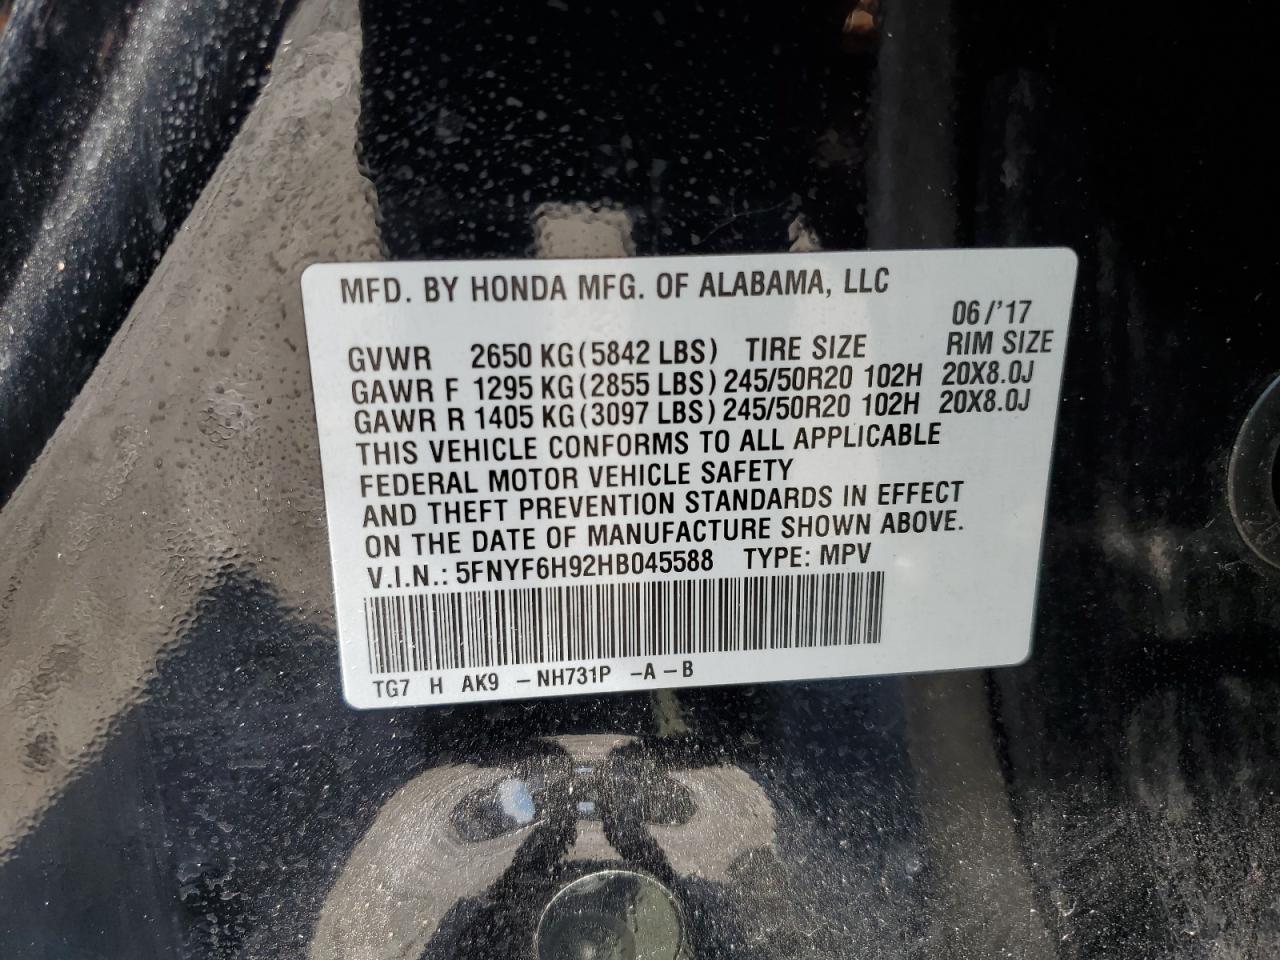 MFD. BY HONDA MFG. OF ALABAMA, LLC
06/'17
GVWR 2650 KG(5842 LBS) TIRE SIZE RIM SIZE
GAWR F 1295 KG(2855 LBS) 245/50R20 102H 20X8.0J
GAWR R 1405 KG(3097 LBS) 245/50R20 102H 20X8.0J
THIS VEHICLE CONFORMS TO ALL APPLICABLE
FEDERAL MOTOR VEHICLE SAFETY
AND THEFT PREVENTION STANDARDS IN EFFECT
ON THE DATE OF MANUFACTURE SHOWN ABOVE.
V.I.N.: 5FNYF6H92HB045588 TYPE: MPV
TG7 H AK9 -NH731P -A-B